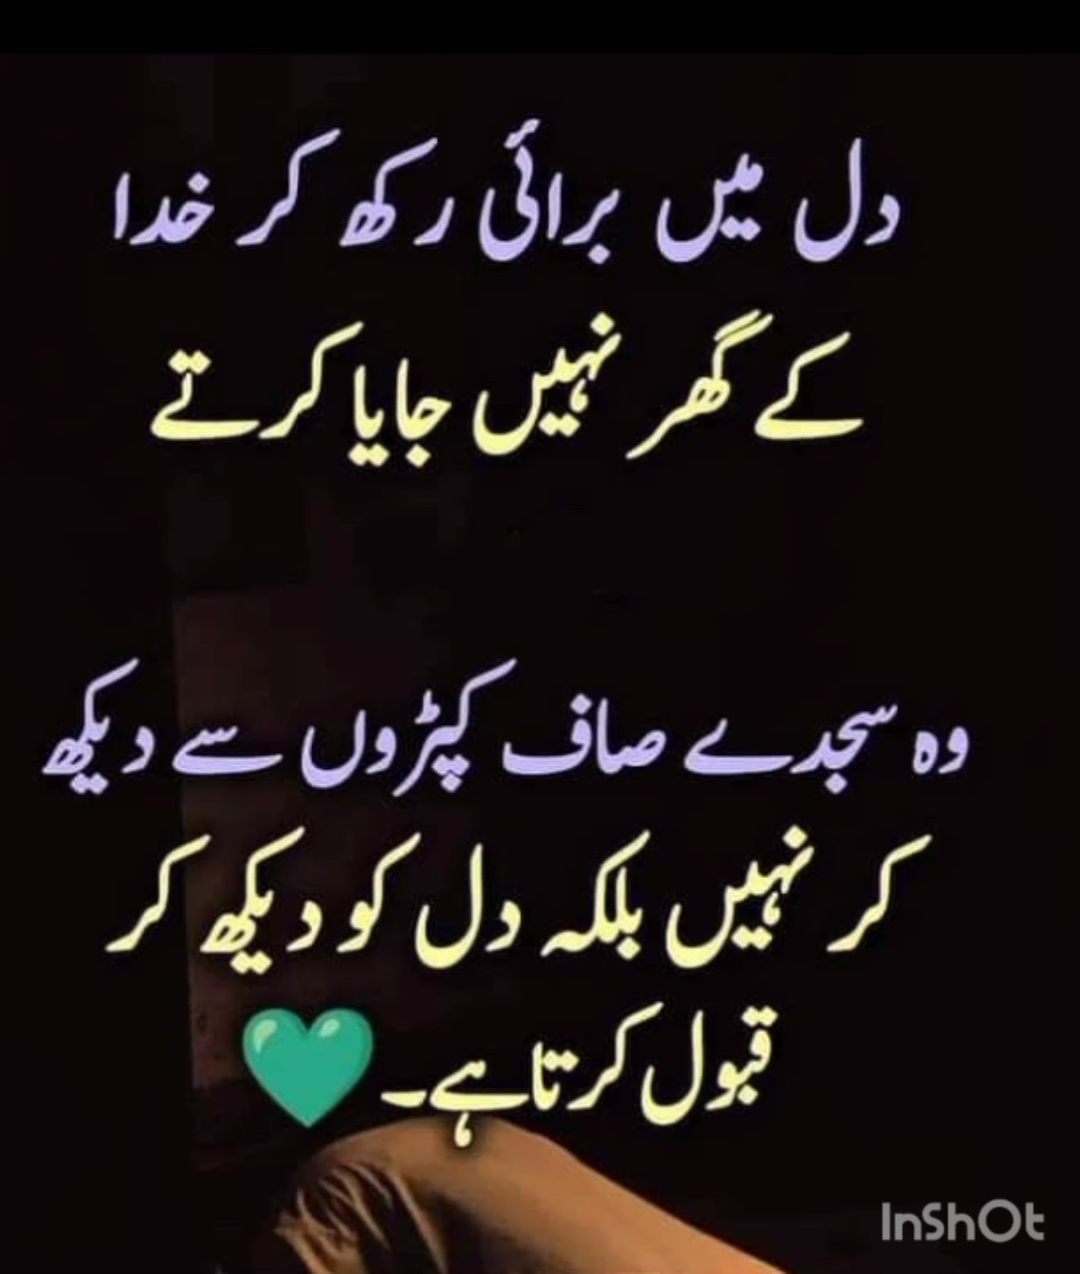 دل میں برائی رکھ کر خدا
کے گھر نہیں جایا کرتے
وہ سجدے صاف کپڑوں سے دیکھ
کر نہیں بلکہ دل کو دیکھ کر
قبول کرتا ہے۔
InShOt